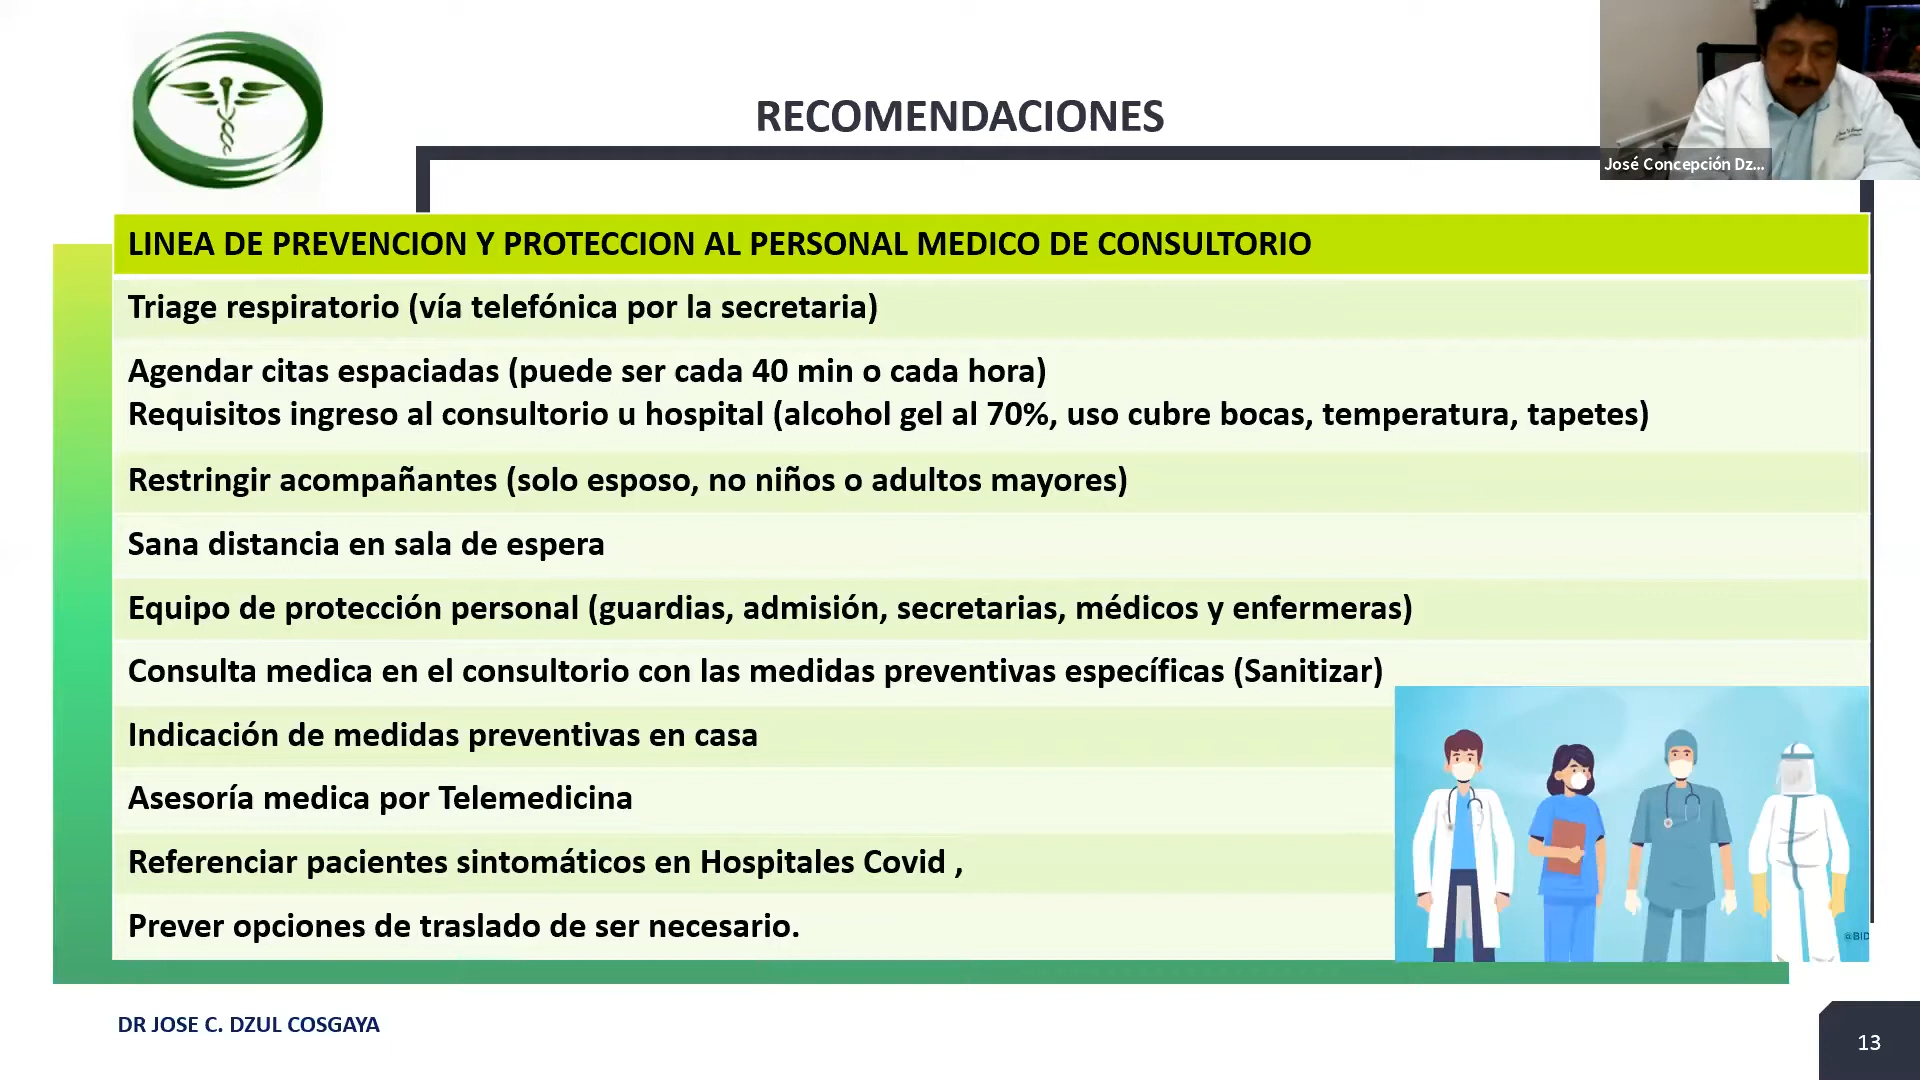 RECOMENDACIONES
José Concepción Dz...
LINEA DE PREVENCION Y PROTECCION AL PERSONAL MEDICO DE CONSULTORIO
Triage respiratorio (vía telefónica por la secretaria)
Agendar citas espaciadas (puede ser cada 40 min o cada hora)
Requisitos ingreso al consultorio u hospital (alcohol gel al 70%, uso cubre bocas, temperatura, tapetes)
Restringir acompañantes (solo esposo, no niños o adultos mayores)
Sana distancia en sala de espera
Equipo de protección personal (guardias, admisión, secretarias, médicos y enfermeras)
Consulta medica en el consultorio con las medidas preventivas específicas (Sanitizar)
Indicación de medidas preventivas en casa
Asesoría medica por Telemedicina
Referenciar pacientes sintomáticos en Hospitales Covid ,
Prever opciones de traslado de ser necesario.
@BID
DR JOSE C. DZUL COSGAYA
13